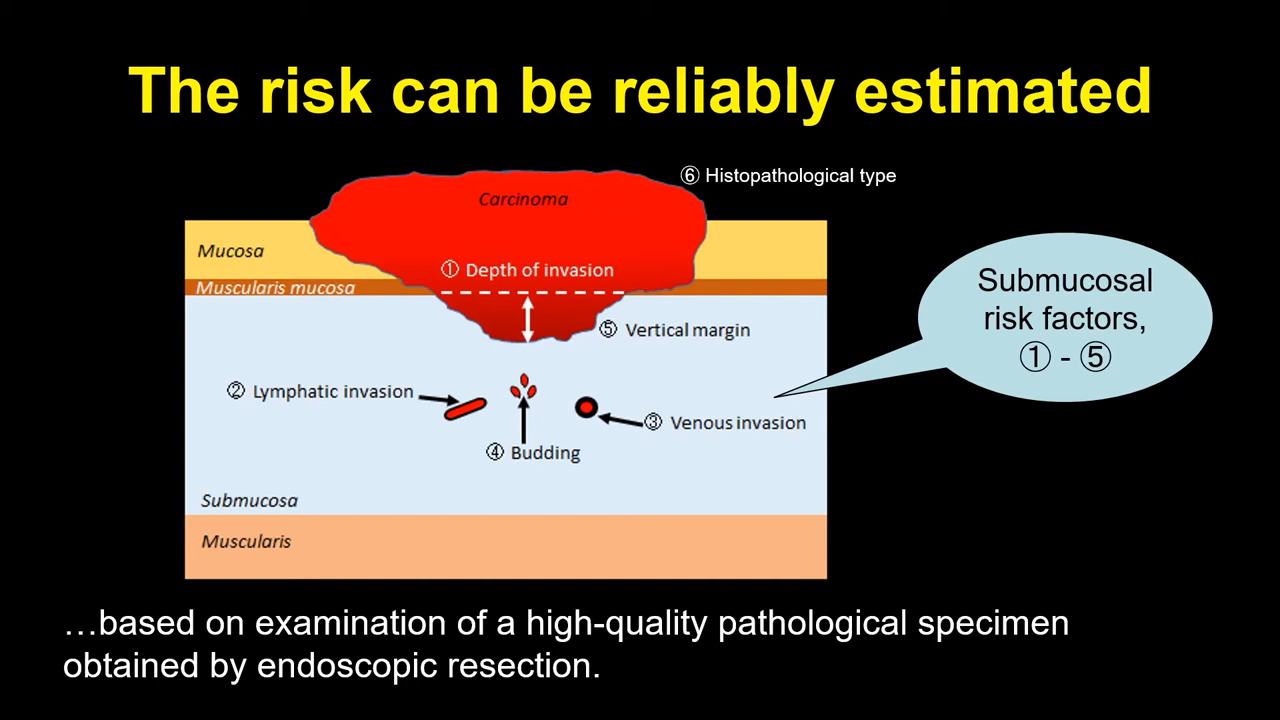 The risk can be reliably estimated
⑥ Histopathological type
Carcinoma
Mucosa
① Depth of invasion
Muscularis mucosa
⑤ Vertical margin
Submucosal
risk factors,
① - ⑤
② Lymphatic invasion
③ Venous invasion
④ Budding
Submucosa
Muscularis
…based on examination of a high-quality pathological specimen
obtained by endoscopic resection.